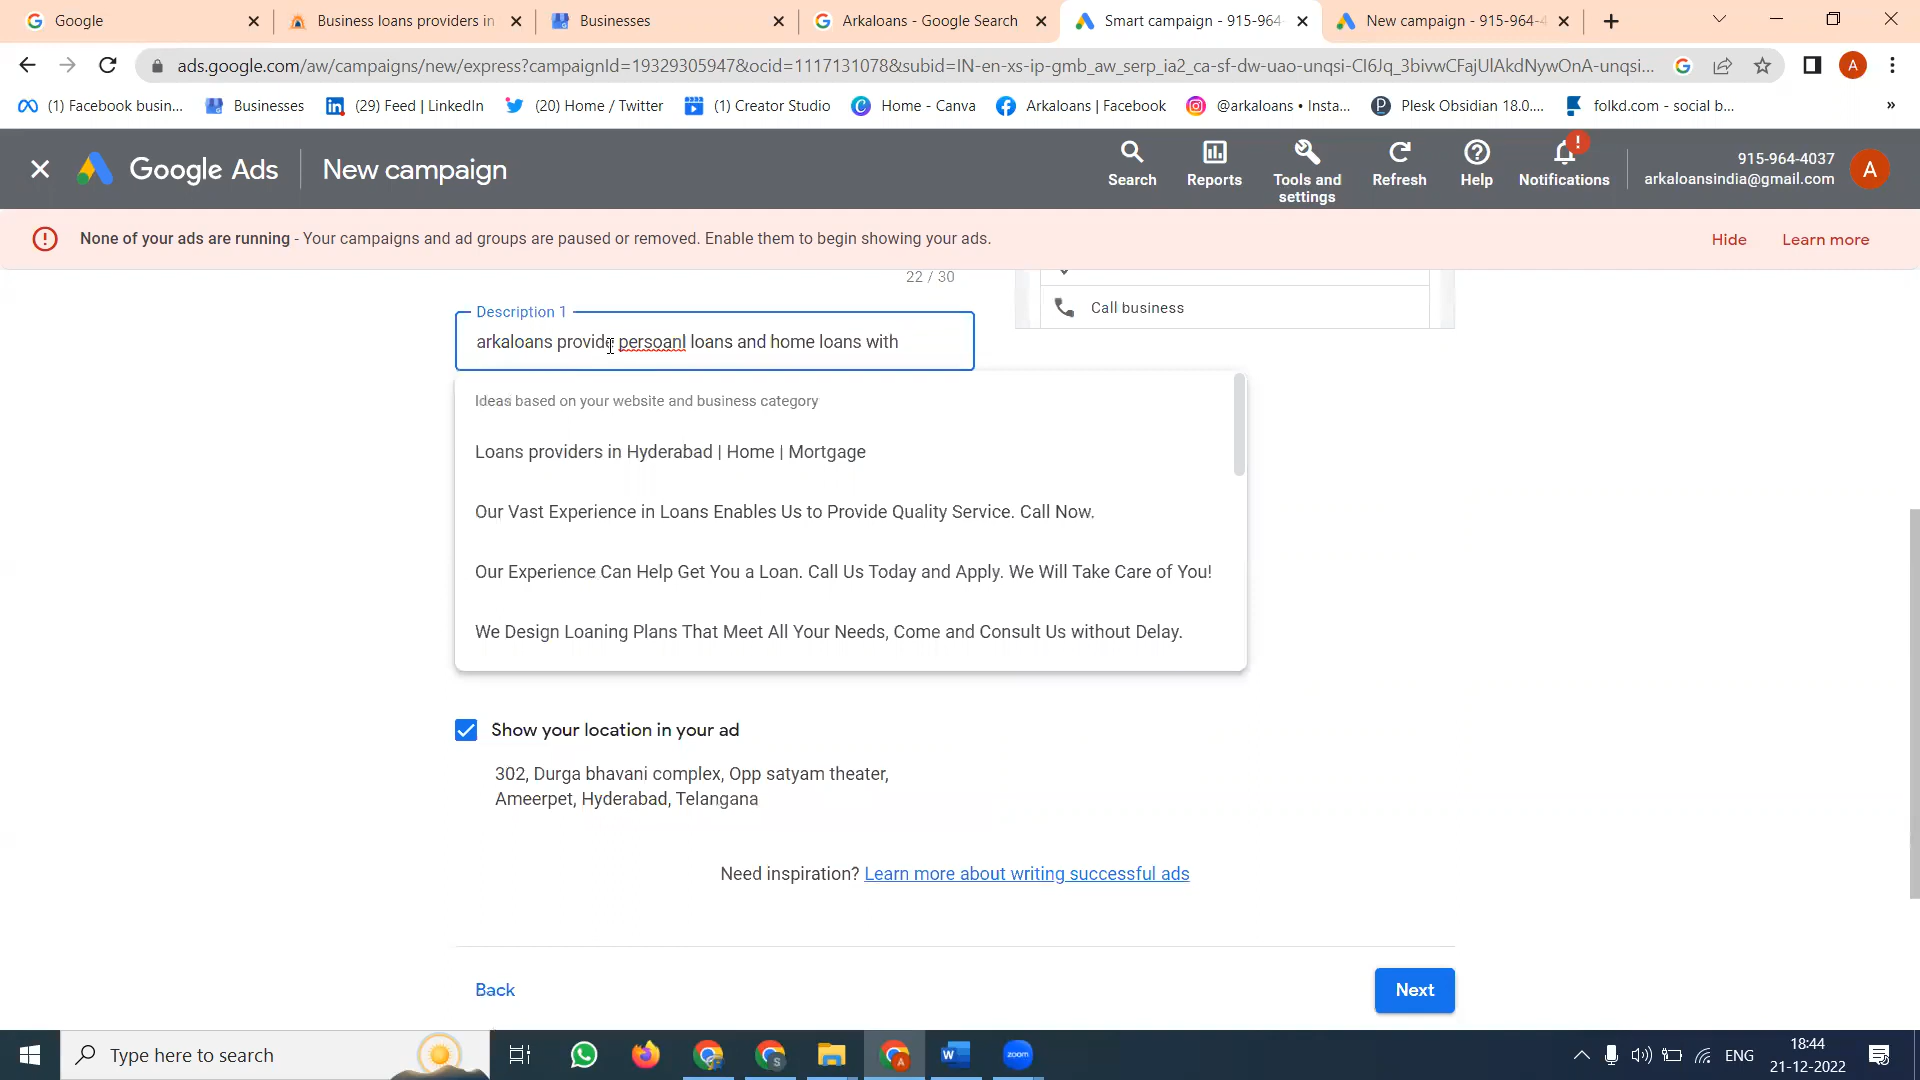 Google
Business loans providers in
Businesses
Arkaloans - Google Search
Smart campaign - 915-964-
New campaign - 915-964-4
ads.google.com/aw/campaigns/new/express?campaignId=19329305947&ocid=1117131078&subid=IN-en-xs-ip-gmb_aw_serp_ia2_ca-sf-dw-uao-unqsi-CI6Jq_3bivwCFajUlAkdNywOnA-unqsi...
A
(1) Facebook busin...
Businesses
(29) Feed | LinkedIn
(20) Home / Twitter
(1) Creator Studio
Home - Canva
Arkaloans | Facebook
@arkaloans • Insta...
Plesk Obsidian 18.0....
folkd.com - social b...
»
Google Ads
New campaign
Search
Reports
Tools and
settings
Refresh
Help
Notifications
915-964-4037
arkaloansindia@gmail.com
A
None of your ads are running - Your campaigns and ad groups are paused or removed. Enable them to begin showing your ads.
Hide
Learn more
22 / 30
Call business
Description 1
arkaloans provide persoanl loans and home loans with
Ideas based on your website and business category
Loans providers in Hyderabad | Home | Mortgage
Our Vast Experience in Loans Enables Us to Provide Quality Service. Call Now.
Our Experience Can Help Get You a Loan. Call Us Today and Apply. We Will Take Care of You!
We Design Loaning Plans That Meet All Your Needs, Come and Consult Us without Delay.
Show your location in your ad
302, Durga bhavani complex, Opp satyam theater,
Ameerpet, Hyderabad, Telangana
Need inspiration? Learn more about writing successful ads
Back
Next
Type here to search
zoom
ENG
18:44
21-12-2022